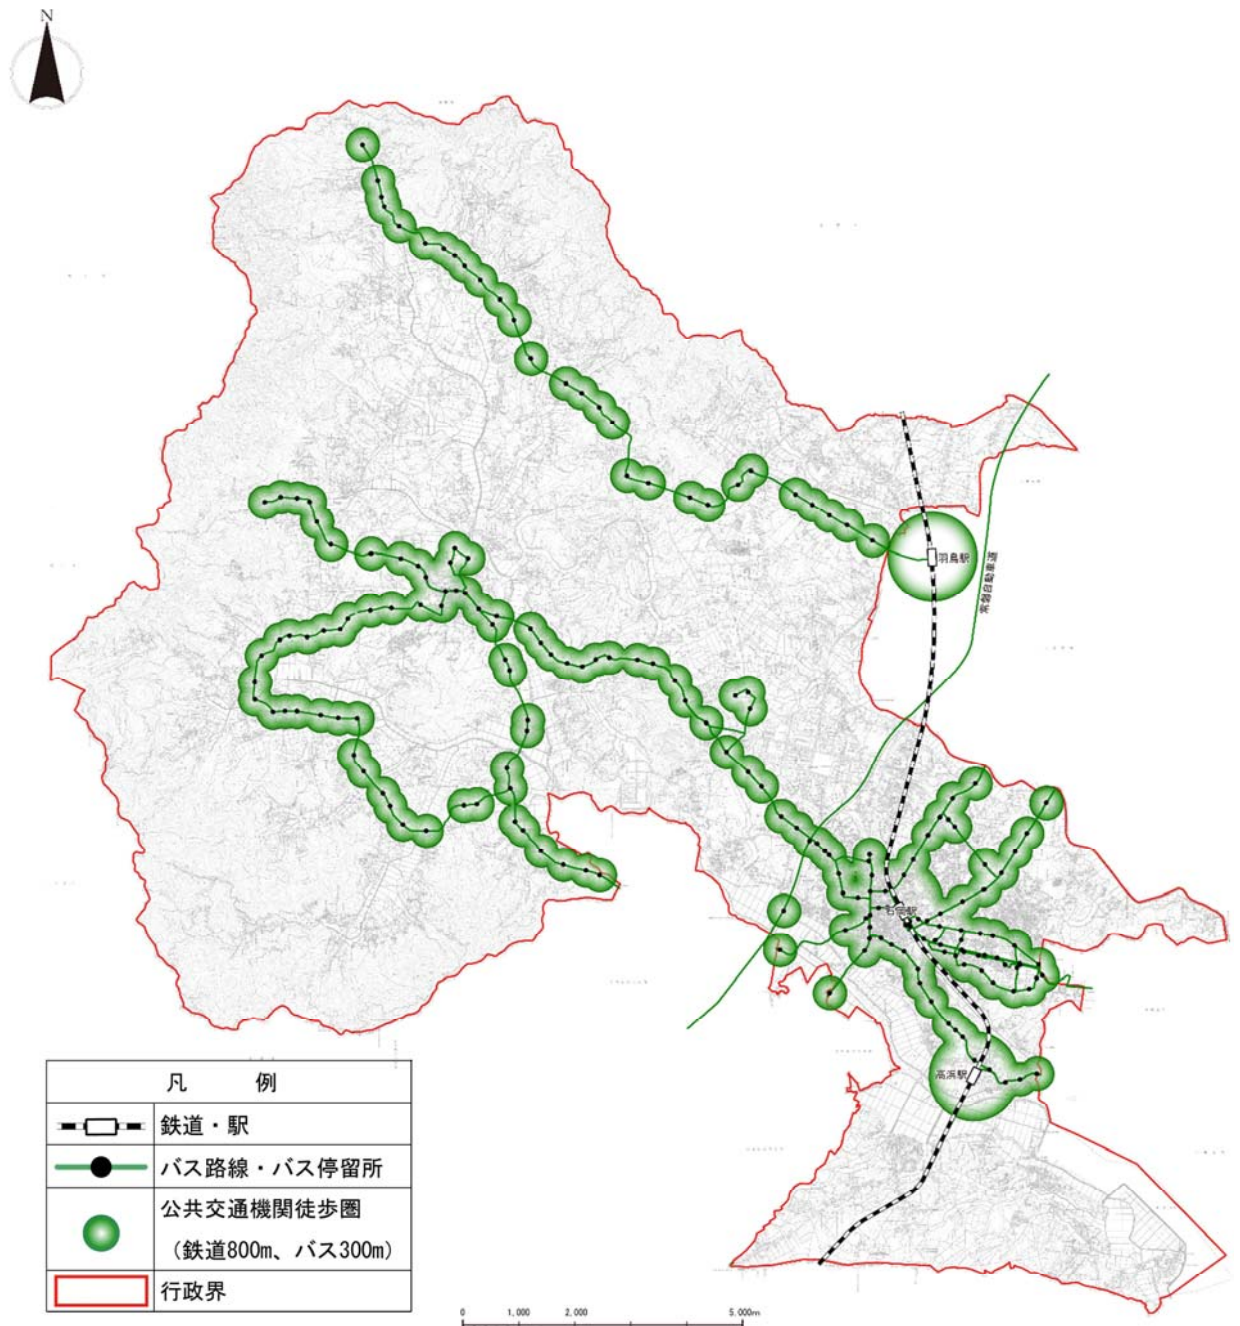 N
羽鳥駅
常磐自動車道
石岡駅
高浜駅
凡 例
鉄道・駅
バス路線・バス停留所
公共交通機関徒歩圏
（鉄道800m、バス300m）
行政界
0 1,000 2,000 5,000m